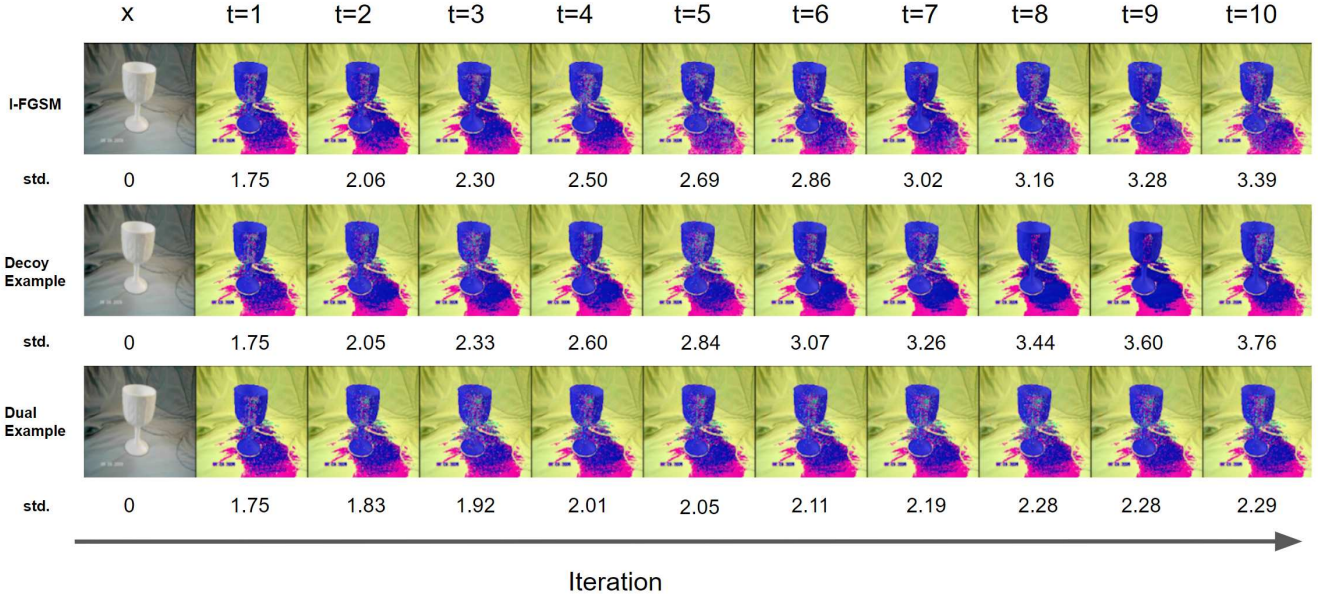 x t=1 t=2 t=3 t=4 t=5 t=6 t=7 t=8 t=9 t=10
I-FGSM
std. 0 1.75 2.06 2.30 2.50 2.69 2.86 3.02 3.16 3.28 3.39
Decoy
Example
std. 0 1.75 2.05 2.33 2.60 2.84 3.07 3.26 3.44 3.60 3.76
Dual
Example
std. 0 1.75 1.83 1.92 2.01 2.05 2.11 2.19 2.28 2.28 2.29
Iteration